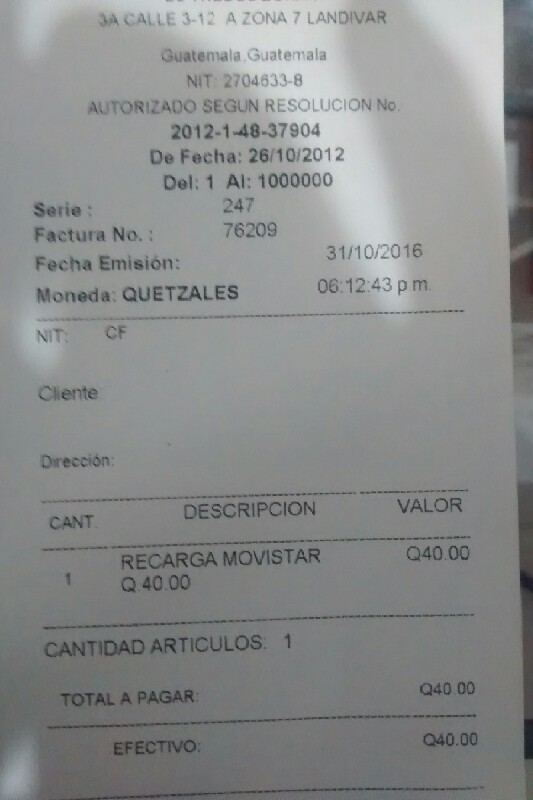 3A CALLE 3-12 A ZONA 7 LANDIVAR
Guatemala,Guatemala
NIT: 2704633-8
AUTORIZADO SEGUN RESOLUCION No.
2012-1-48-37904
De Fecha: 26/10/2012
Del: 1 Al: 1000000
Serie : 247
Factura No. : 76209
Fecha Emisión: 31/10/2016
Moneda: QUETZALES 06:12:43 p m.
NIT: CF
Cliente:
Dirección:
CANT. DESCRIPCION VALOR
1 RECARGA MOVISTAR Q40.00
Q 40.00
CANTIDAD ARTICULOS: 1
TOTAL A PAGAR: Q40.00
EFECTIVO: Q40.00